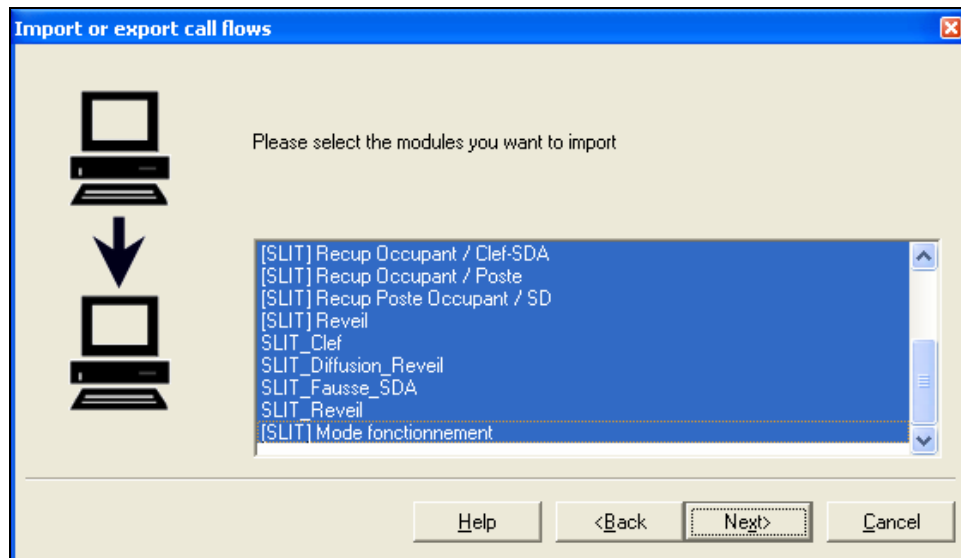 Import or export call flows
Please select the modules you want to import
[SLIT] Recup Occupant / Clef-SDA
[SLIT] Recup Occupant / Poste
[SLIT] Recup Poste Occupant / SD
[SLIT] Reveil
SLIT_Clef
SLIT_Diffusion_Reveil
SLIT_Fausse_SDA
SLIT_Reveil
[SLIT] Mode fonctionnement
Help
<Back
Next>
Cancel